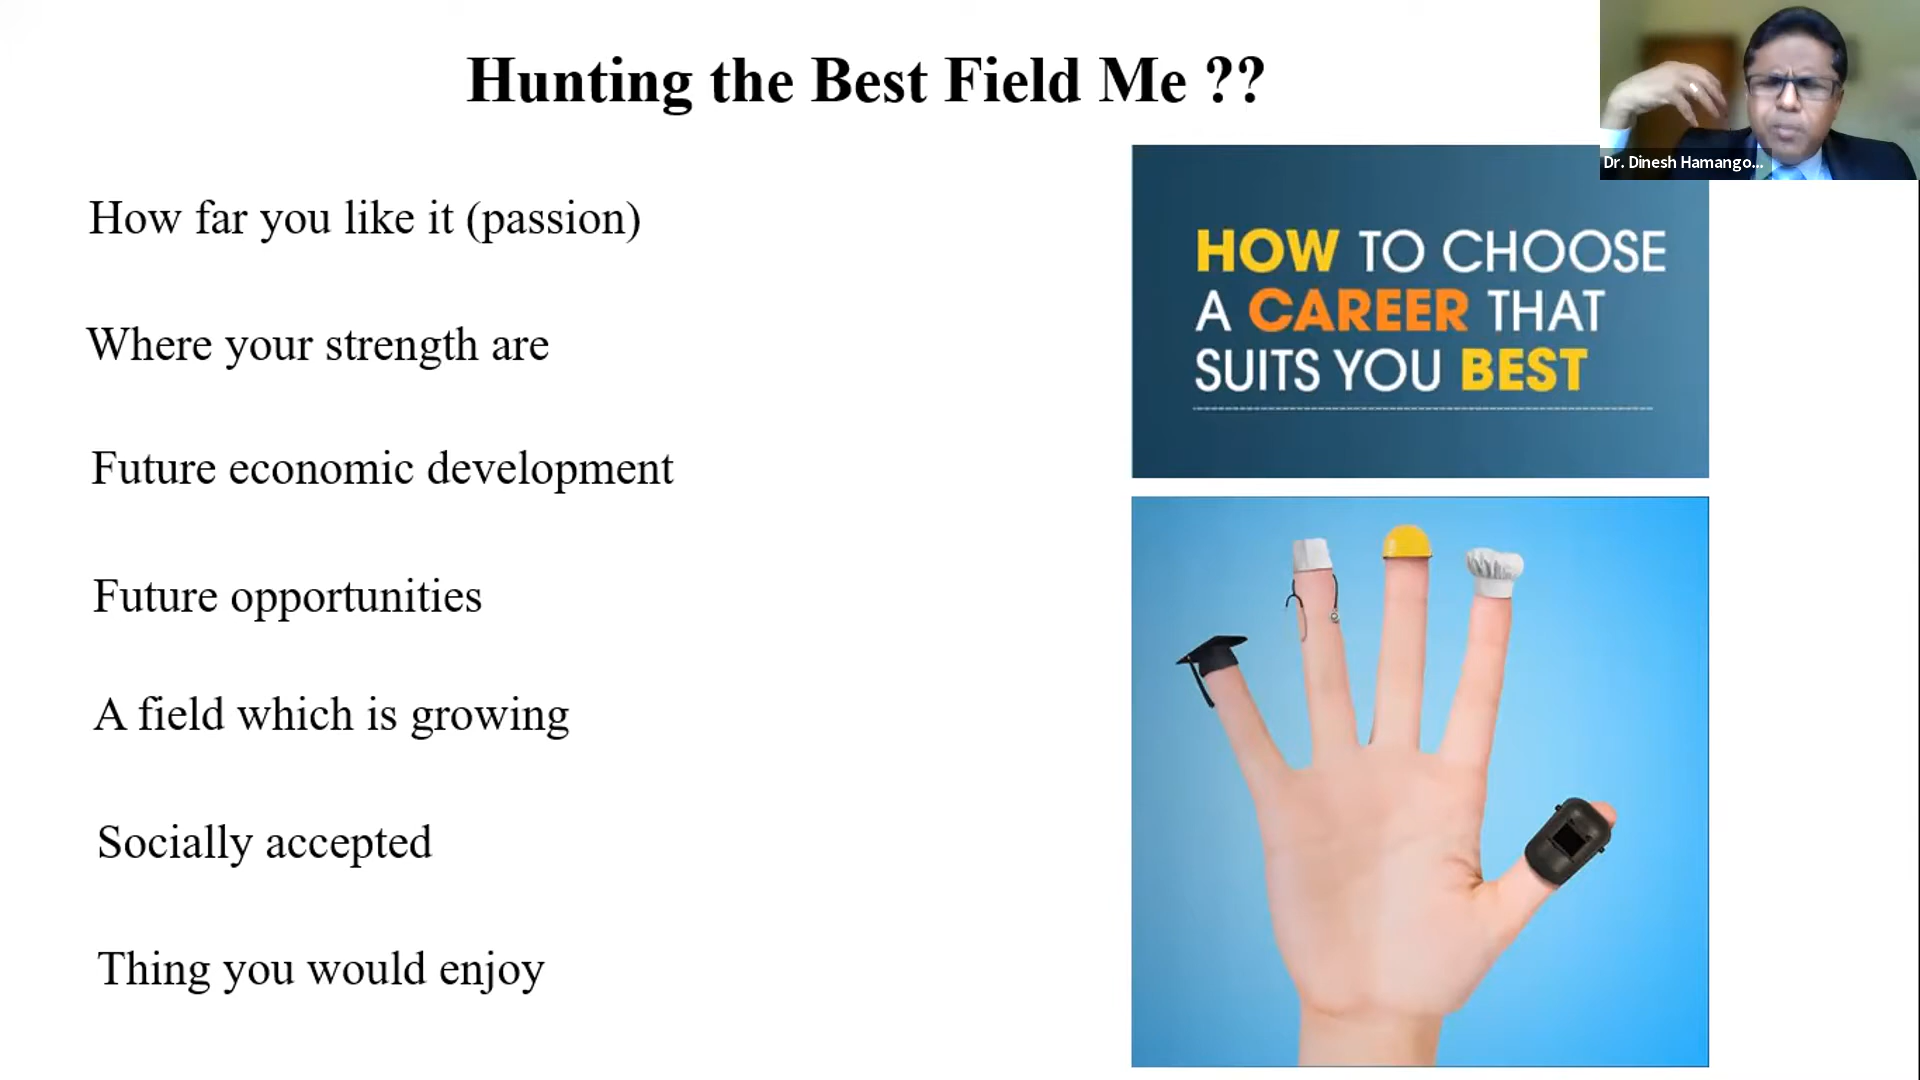 Hunting the Best Field Me ??
Dr. Dinesh Hamango...
How far you like it (passion)
Where your strength are
Future economic development
Future opportunities
A field which is growing
Socially accepted
Thing you would enjoy
HOW TO CHOOSE
A CAREER THAT
SUITS YOU BEST